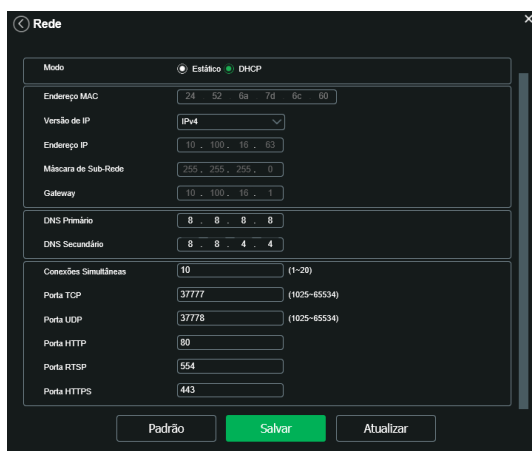 Rede
Modo Estático DHCP
Endereço MAC 24 52 6a 7d 6c 60
Versão de IP IPv4
Endereço IP 10 . 100 . 16 . 63
Máscara de Sub-Rede 255 . 255 . 255 . 0
Gateway 10 . 100 . 16 . 1
DNS Primário 8 . 8 . 8 . 8
DNS Secundário 8 . 8 . 4 . 4
Conexões Simultâneas 10 (1~20)
Porta TCP 37777 (1025~65534)
Porta UDP 37778 (1025~65534)
Porta HTTP 80
Porta RTSP 554
Porta HTTPS 443
Padrão Salvar Atualizar